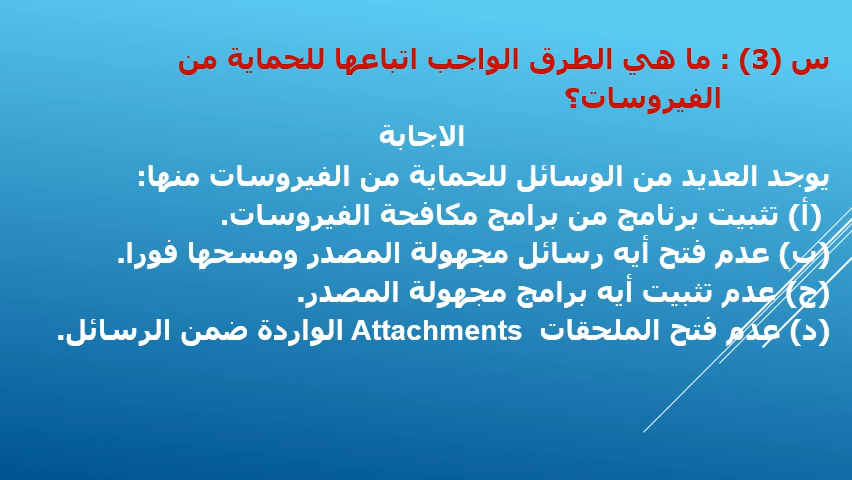 س (3) : ما هي الطرق الواجب اتباعها للحماية من
الفيروسات؟
الاجابة
يوجد العديد من الوسائل للحماية من الفيروسات منها:
(أ) تثبيت برنامج من برامج مكافحة الفيروسات.
(ب) عدم فتح أيه رسائل مجهولة المصدر ومسحها فورا.
(ج) عدم تثبيت أيه برامج مجهولة المصدر.
(د) عدم فتح الملحقات Attachments الواردة ضمن الرسائل.